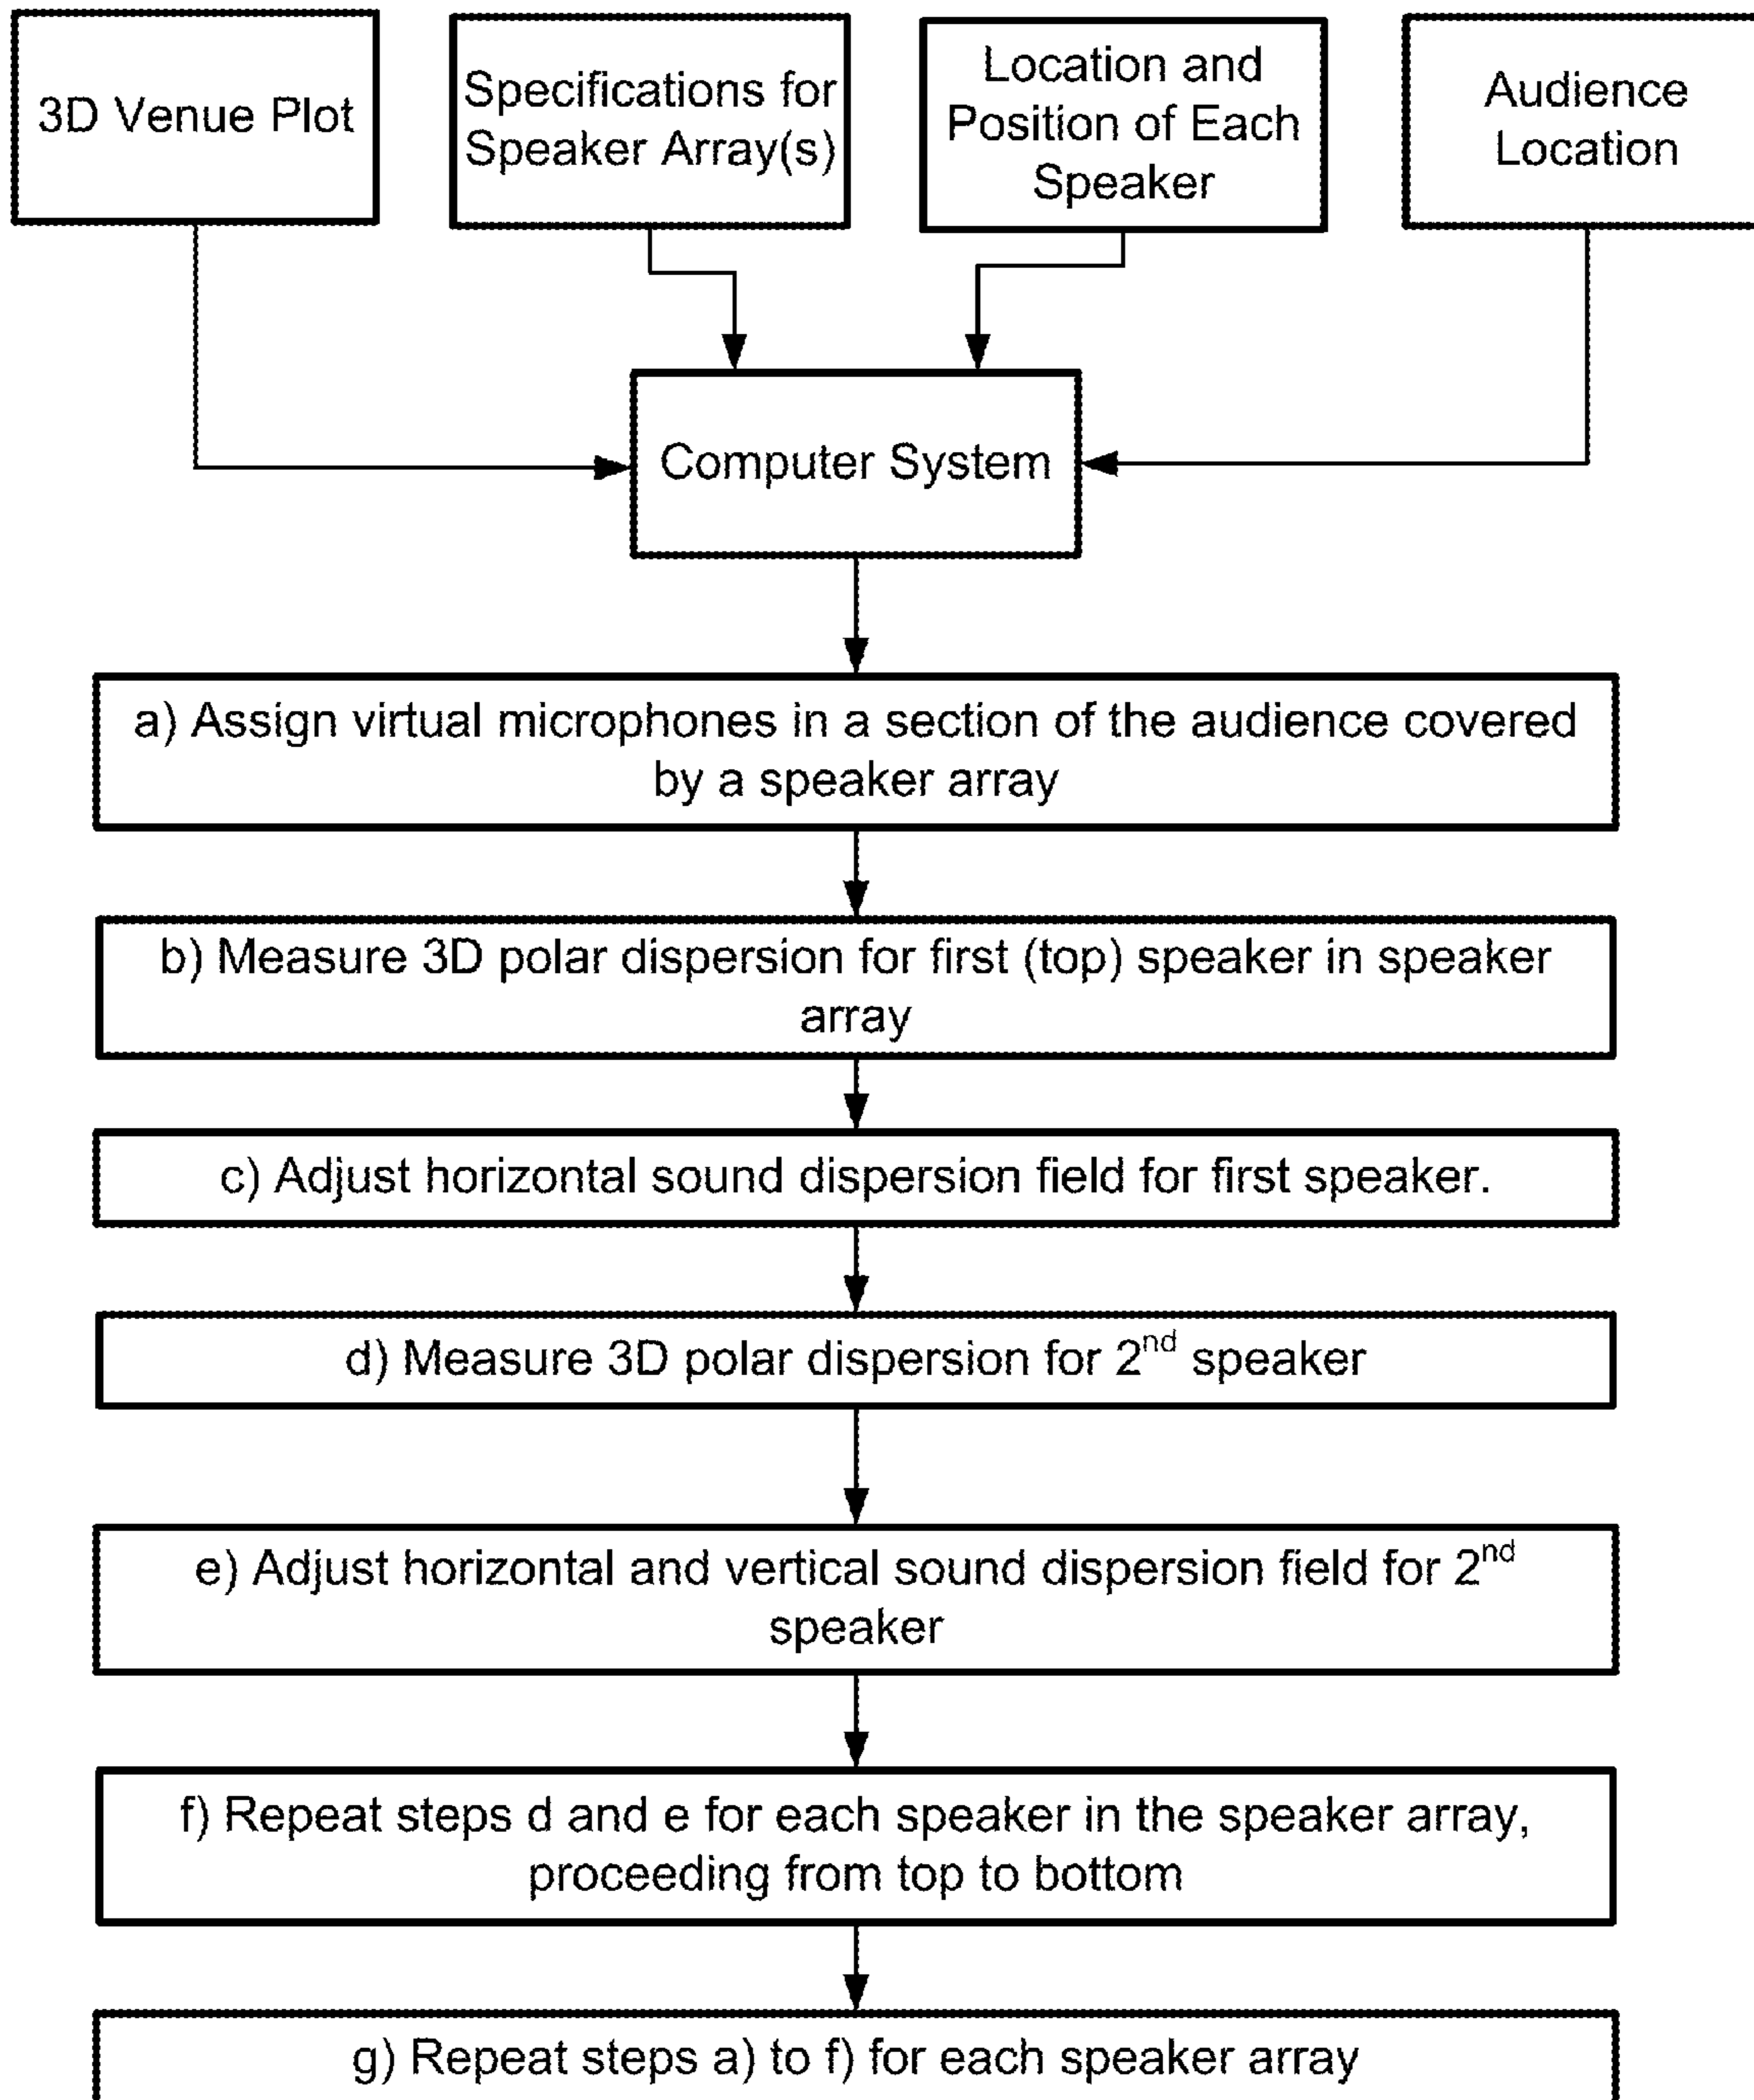 3D Venue Plot
Specifications for
Speaker Array(s)
Location and
Position of Each
Speaker
Audience
Location
Computer System
a) Assign virtual microphones in a section of the audience covered
by a speaker array
b) Measure 3D polar dispersion for first (top) speaker in speaker
array
c) Adjust horizontal sound dispersion field for first speaker.
d) Measure 3D polar dispersion for 2nd speaker
e) Adjust horizontal and vertical sound dispersion field for 2nd
speaker
f) Repeat steps d and e for each speaker in the speaker array,
proceeding from top to bottom
g) Repeat steps a) to f) for each speaker array